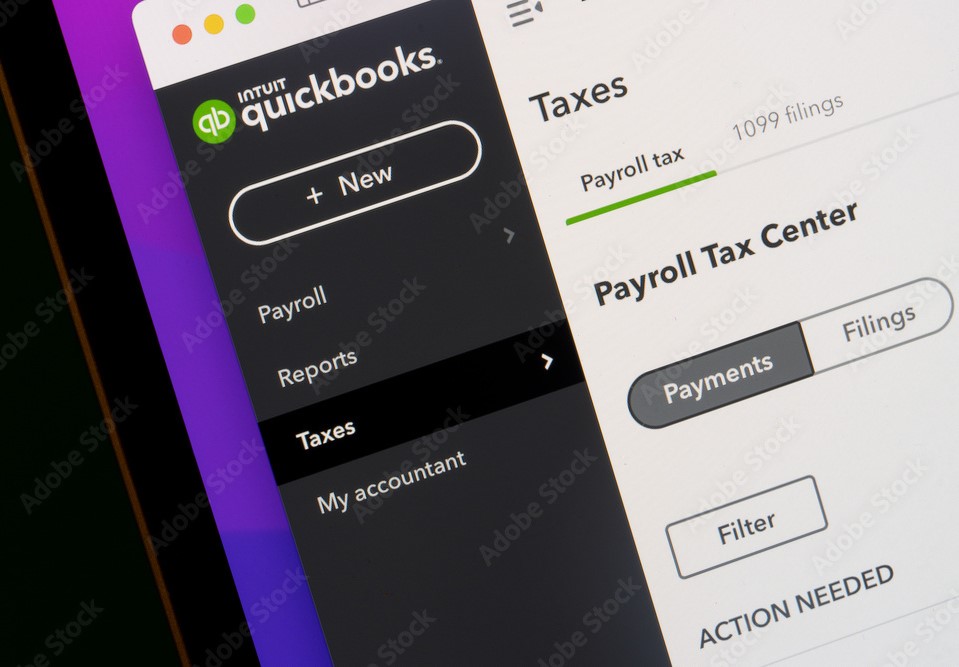 INTUIT
quickbooks.
+ New
Payroll
Reports
Taxes
My accountant
Taxes
Payroll tax
1099 filings
Payroll Tax Center
Payments
Filings
Filter
ACTION NEEDED
Adobe Stock